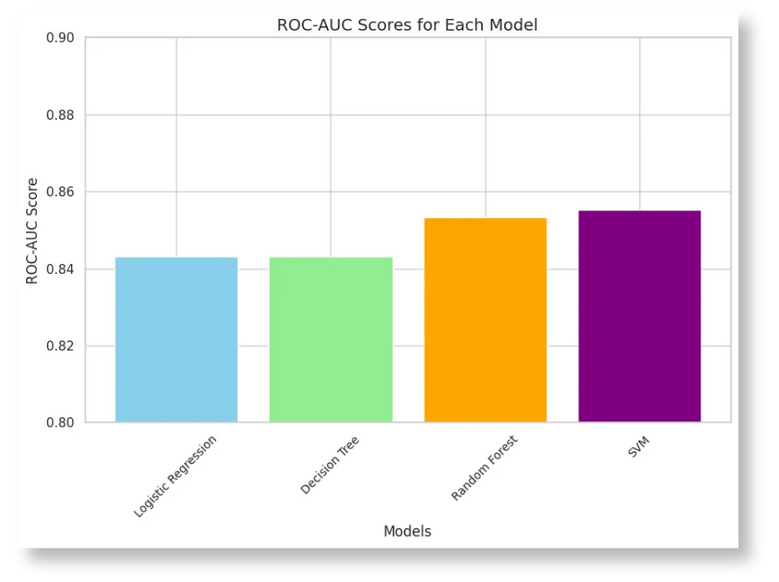 ROC-AUC Scores for Each Model
0.90
0.88
0.86
0.84
0.82
0.80
ROC-AUC Score
Logistic Regression
Decision Tree
Random Forest
SVM
Models